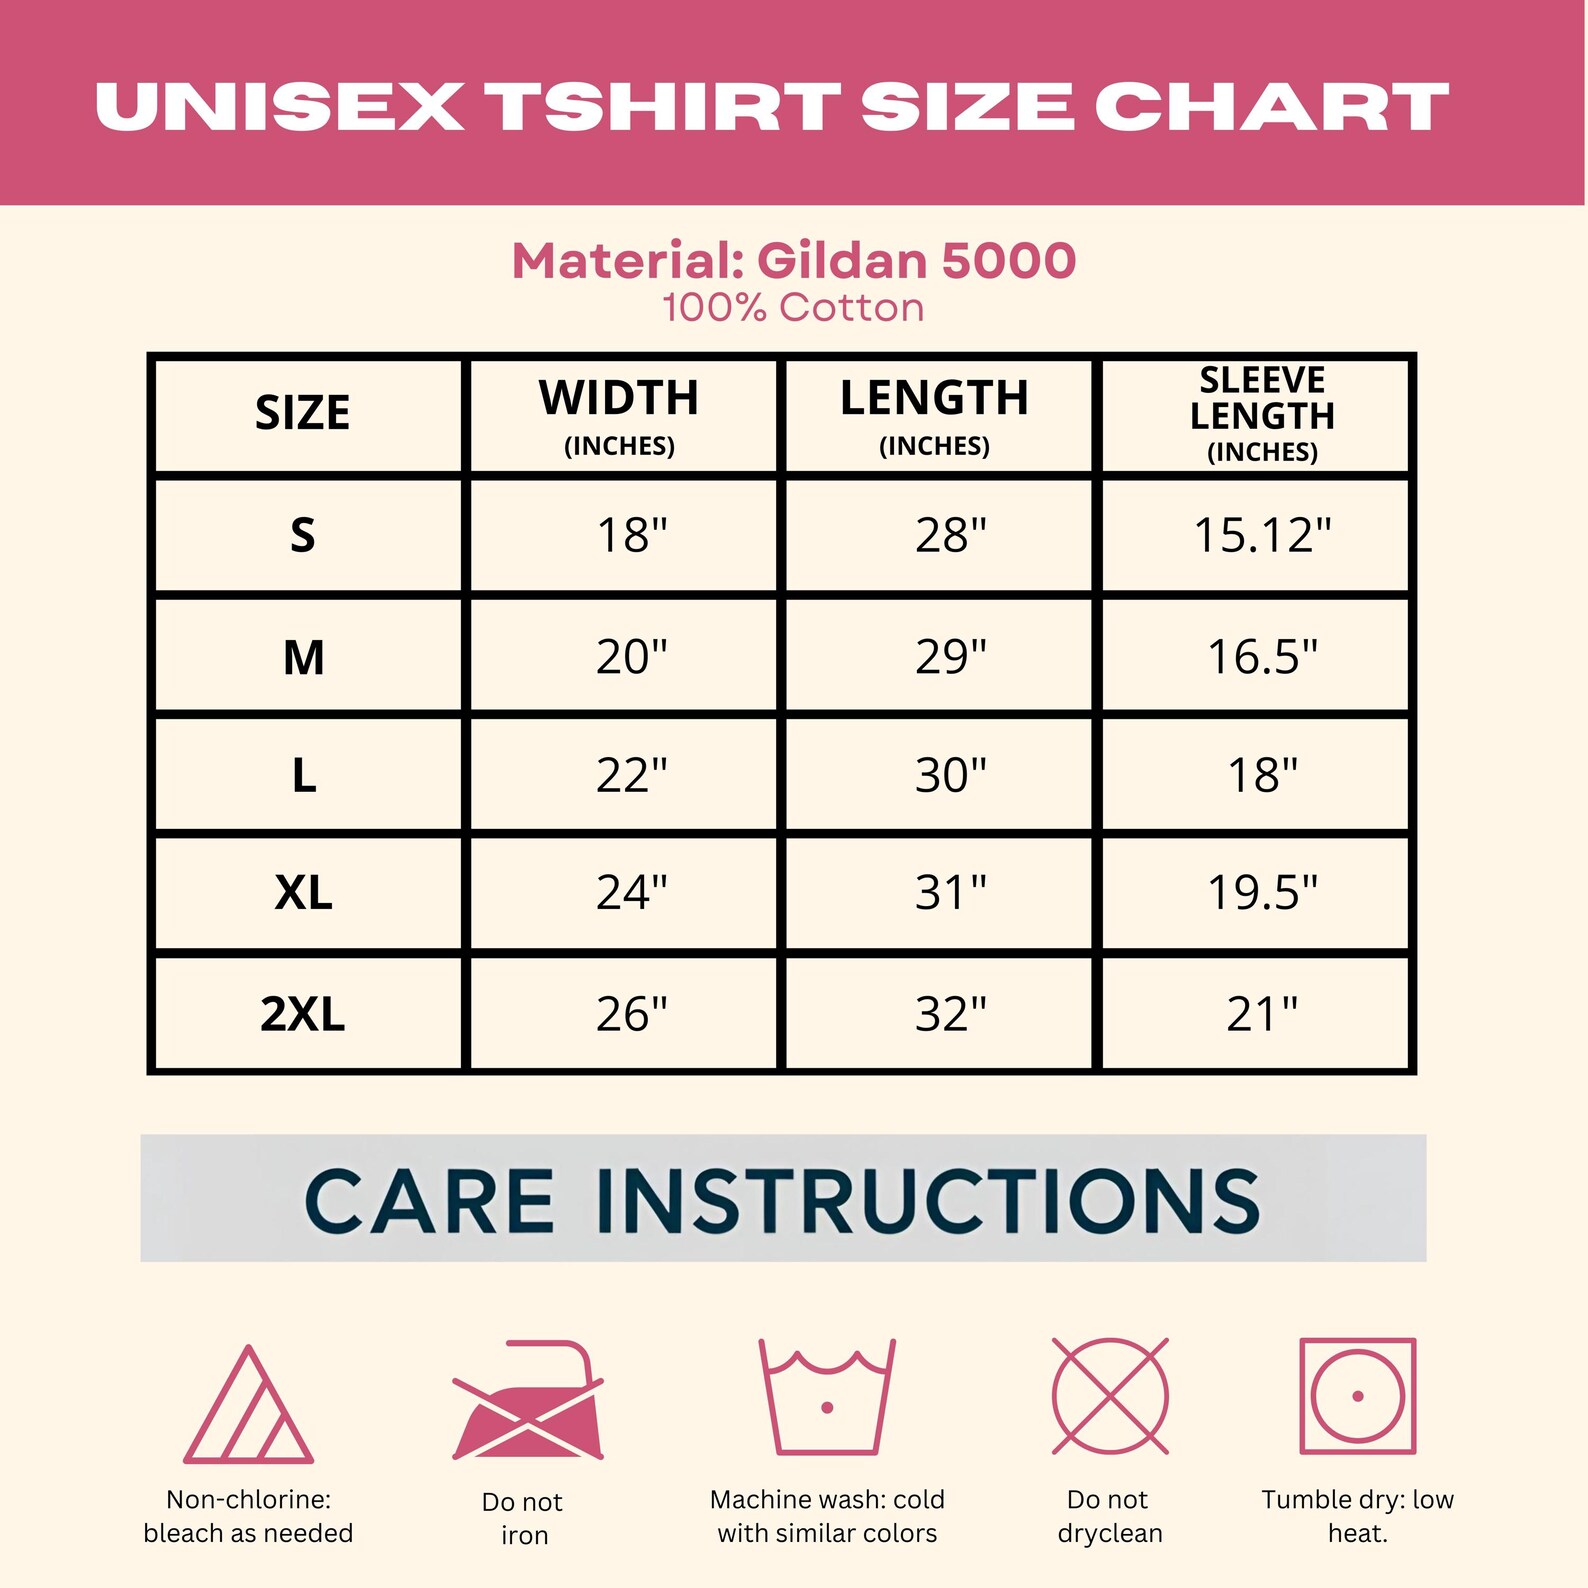 UNISEX TSHIRT SIZE CHART
Material: Gildan 5000
100% Cotton
SIZE WIDTH (INCHES) LENGTH (INCHES) SLEEVE LENGTH (INCHES)
S 18" 28" 15.12"
M 20" 29" 16.5"
L 22" 30" 18"
XL 24" 31" 19.5"
2XL 26" 32" 21"
CARE INSTRUCTIONS
Non-chlorine:
bleach as needed
Do not
iron
Machine wash: cold
with similar colors
Do not
dryclean
Tumble dry: low
heat.